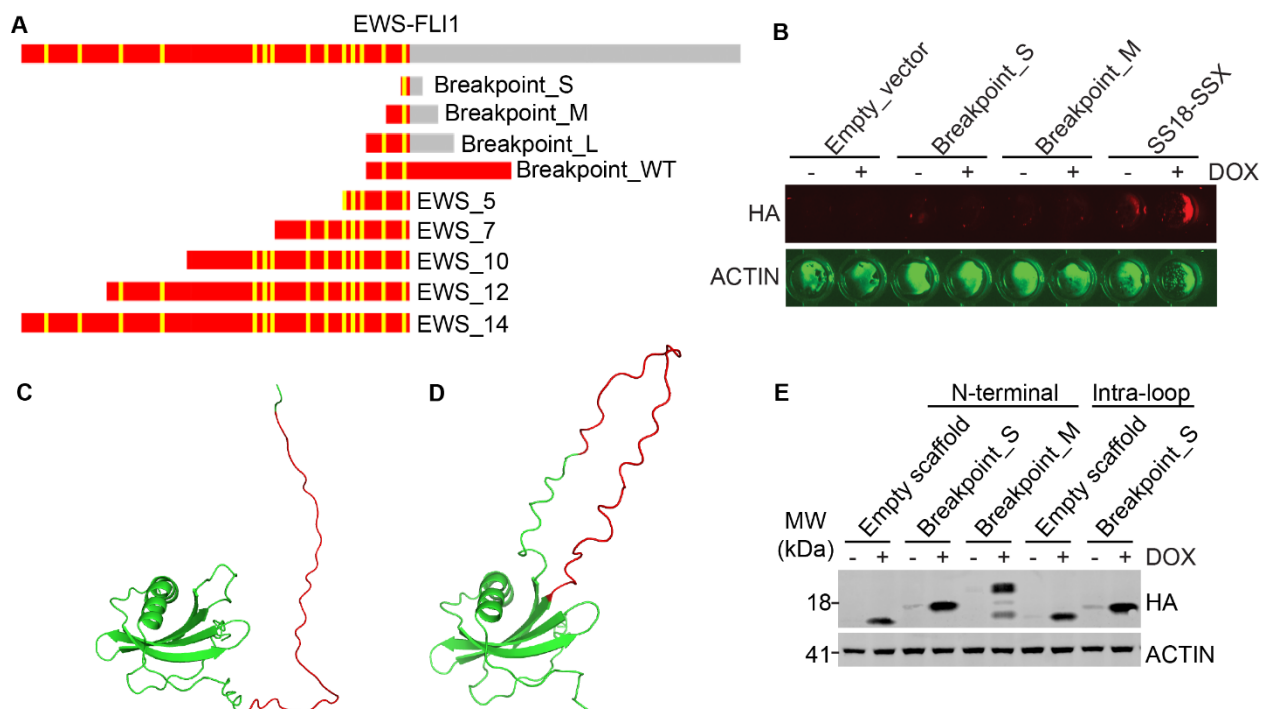 A
EWS-FLI1
Breakpoint_S
Breakpoint_M
Breakpoint_L
Breakpoint_WT
EWS_5
EWS_7
EWS_10
EWS_12
EWS_14
B
Empty_vector
Breakpoint_S
Breakpoint_M
SS18-SSX
- + - + - + - + DOX
HA
ACTIN
C
D
E
N-terminal Intra-loop
Empty scaffold
Breakpoint_S
Breakpoint_M
Empty scaffold
Breakpoint_S
MW
(kDa)
- + - + - + - + - + DOX
18- HA
41- ACTIN